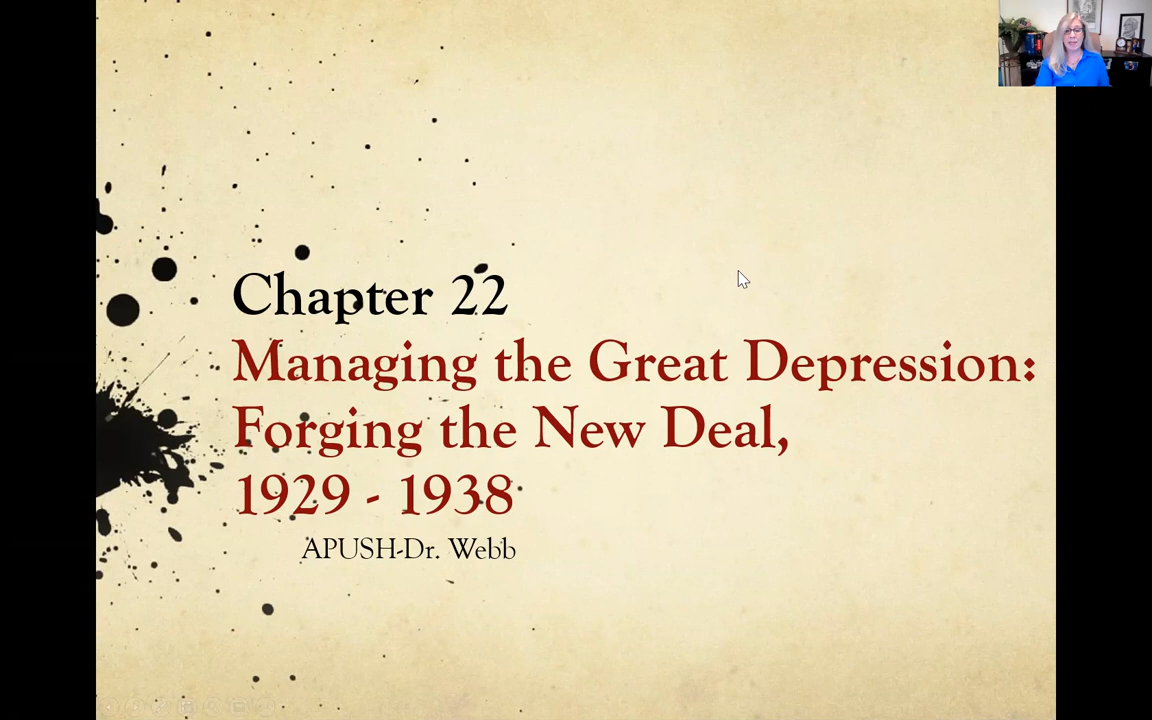 Chapter 22
Managing the Great Depression:
Forging the New Deal,
1929 - 1938
APUSH-Dr. Webb